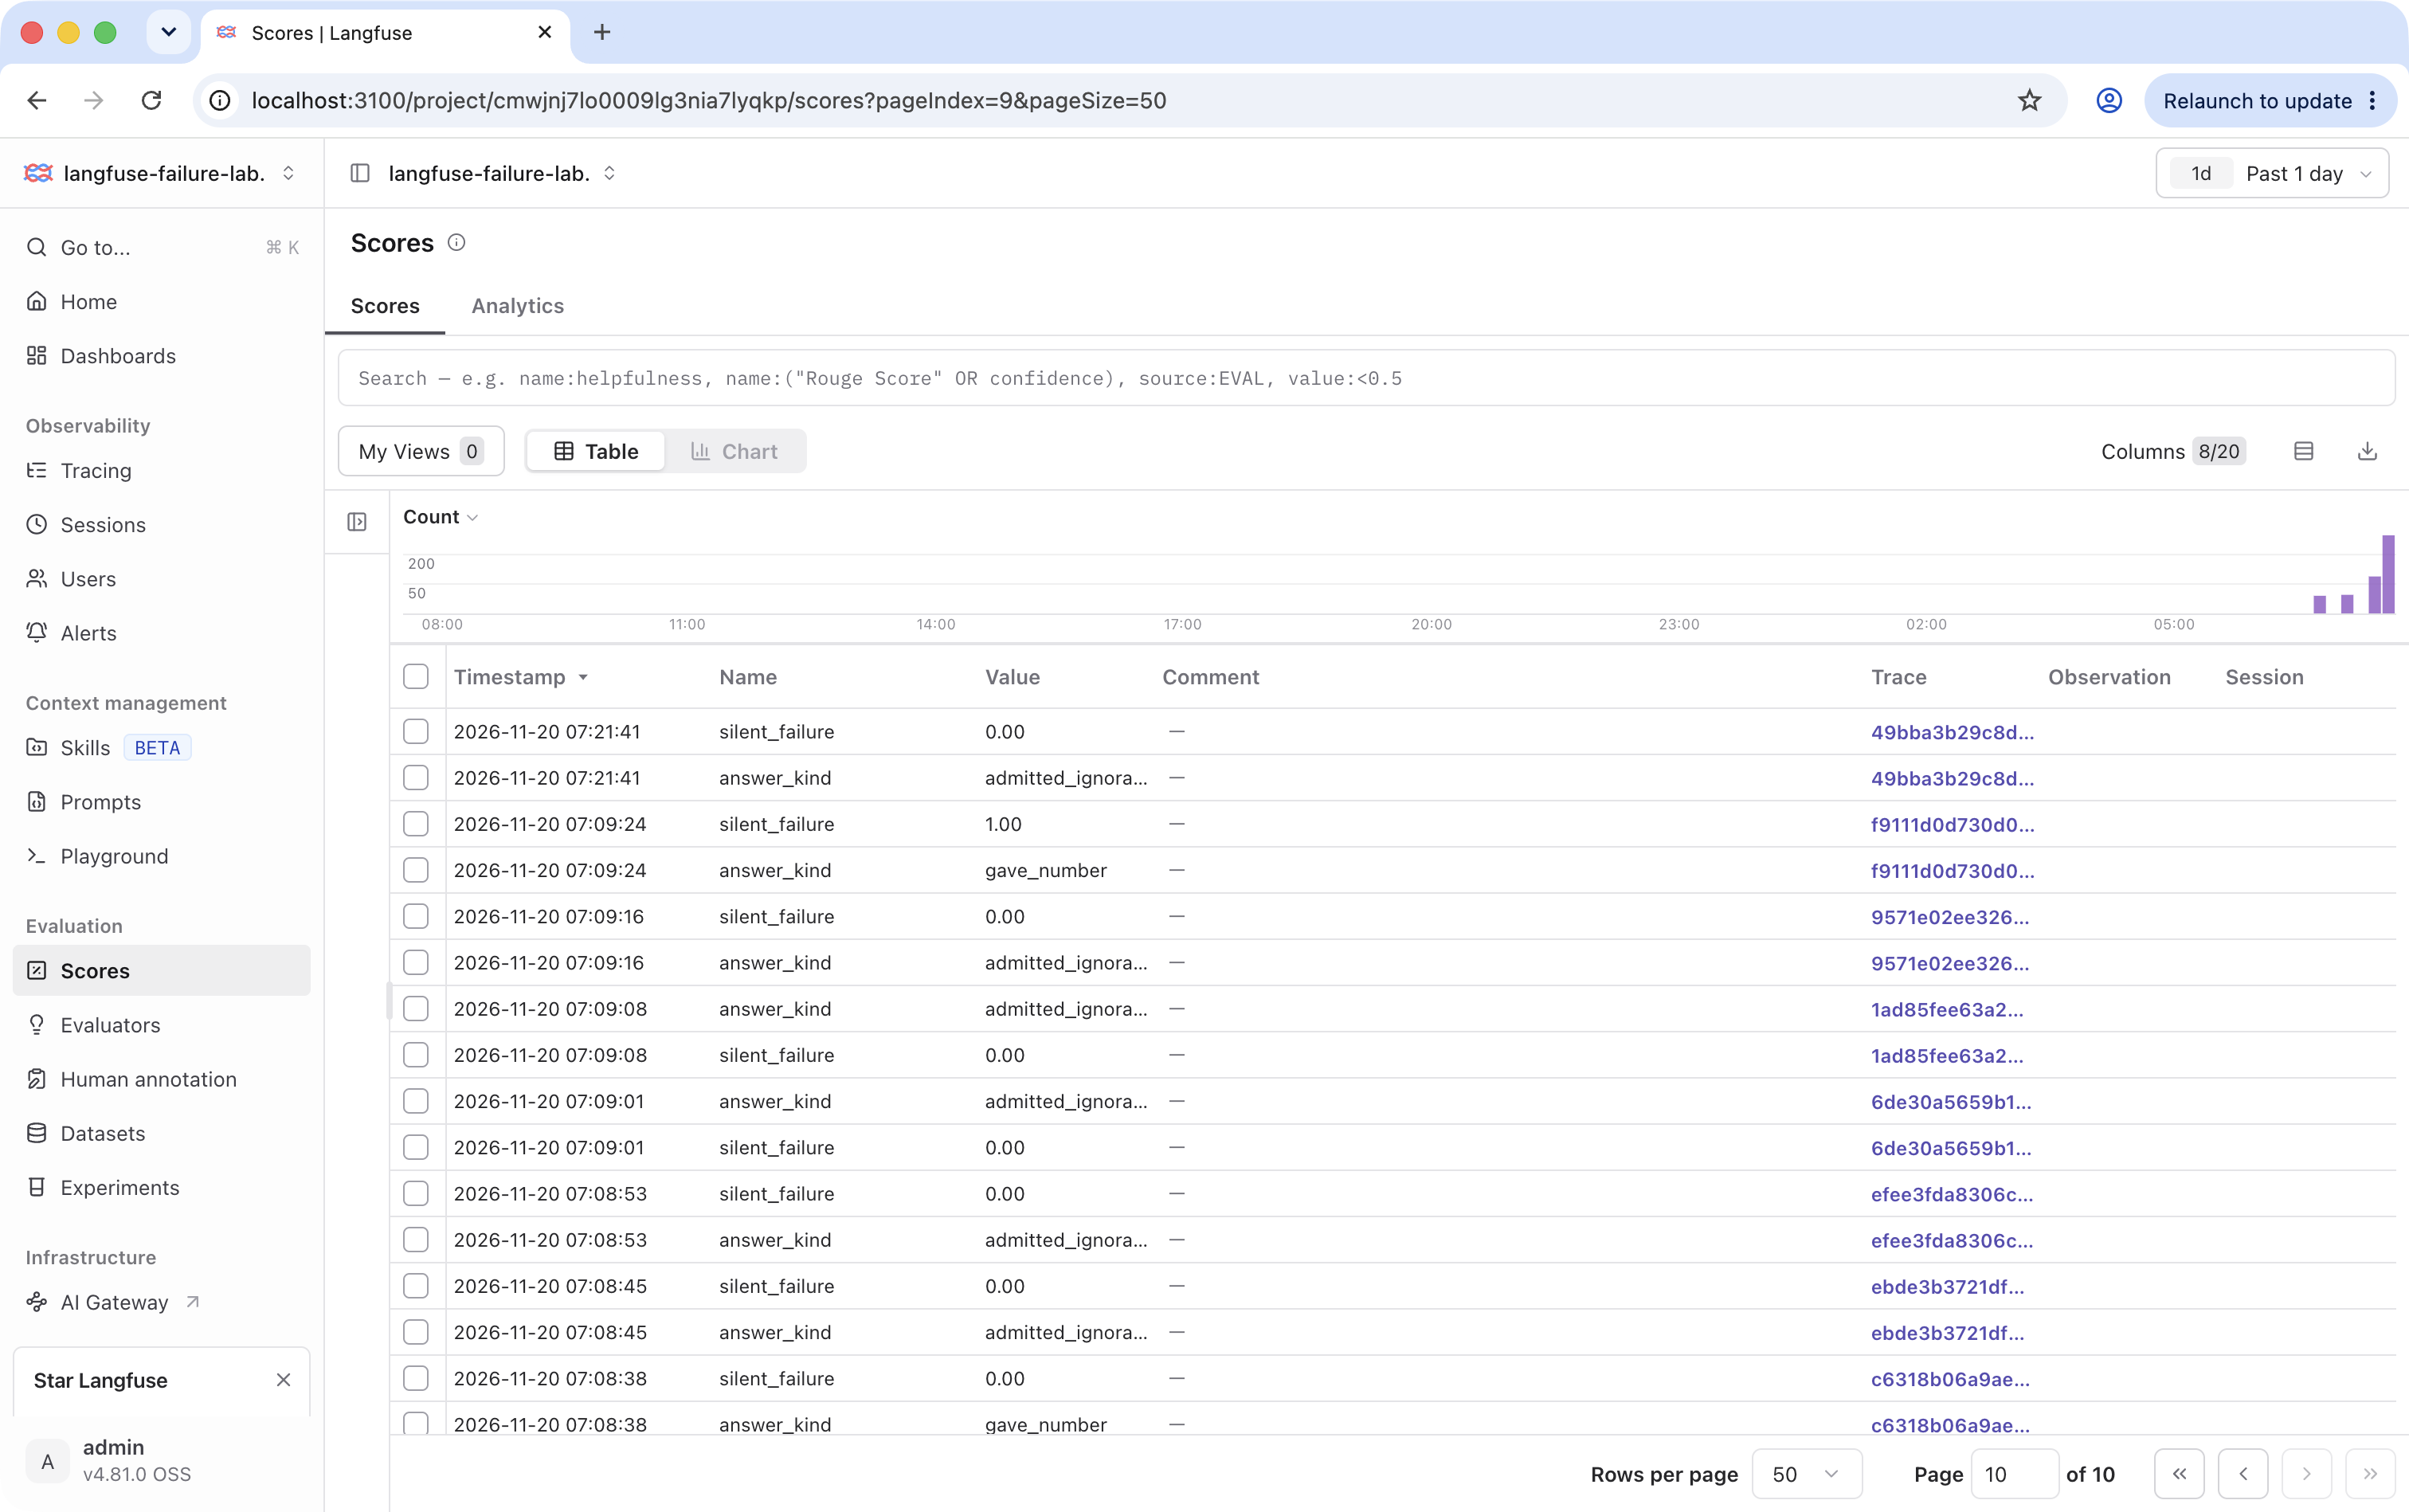 Scores | Langfuse
localhost:3100/project/cmwjnj7lo0009lg3nia7lyqkp/scores?pageIndex=9&pageSize=50
Relaunch to update
langfuse-failure-lab.
langfuse-failure-lab.
1d Past 1 day
Go to... ⌘ K
Home
Dashboards
Observability
Tracing
Sessions
Users
Alerts
Context management
Skills BETA
Prompts
Playground
Evaluation
Scores
Evaluators
Human annotation
Datasets
Experiments
Infrastructure
AI Gateway
Star Langfuse
A
admin
v4.81.0 OSS
Scores
Scores Analytics
Search — e.g. name:helpfulness, name:("Rouge Score" OR confidence), source:EVAL, value:<0.5
My Views 0 Table Chart Columns 8/20
Count
200
50
08:00 11:00 14:00 17:00 20:00 23:00 02:00 05:00
Timestamp Name Value Comment Trace Observation Session
2026-11-20 07:21:41 silent_failure 0.00 — 49bba3b29c8d...
2026-11-20 07:21:41 answer_kind admitted_ignora... — 49bba3b29c8d...
2026-11-20 07:09:24 silent_failure 1.00 — f9111d0d730d0...
2026-11-20 07:09:24 answer_kind gave_number — f9111d0d730d0...
2026-11-20 07:09:16 silent_failure 0.00 — 9571e02ee326...
2026-11-20 07:09:16 answer_kind admitted_ignora... — 9571e02ee326...
2026-11-20 07:09:08 answer_kind admitted_ignora... — 1ad85fee63a2...
2026-11-20 07:09:08 silent_failure 0.00 — 1ad85fee63a2...
2026-11-20 07:09:01 answer_kind admitted_ignora... — 6de30a5659b1...
2026-11-20 07:09:01 silent_failure 0.00 — 6de30a5659b1...
2026-11-20 07:08:53 silent_failure 0.00 — efee3fda8306c...
2026-11-20 07:08:53 answer_kind admitted_ignora... — efee3fda8306c...
2026-11-20 07:08:45 silent_failure 0.00 — ebde3b3721df...
2026-11-20 07:08:45 answer_kind admitted_ignora... — ebde3b3721df...
2026-11-20 07:08:38 silent_failure 0.00 — c6318b06a9ae...
2026-11-20 07:08:38 answer_kind gave_number — c6318b06a9ae...
Rows per page 50 Page 10 of 10